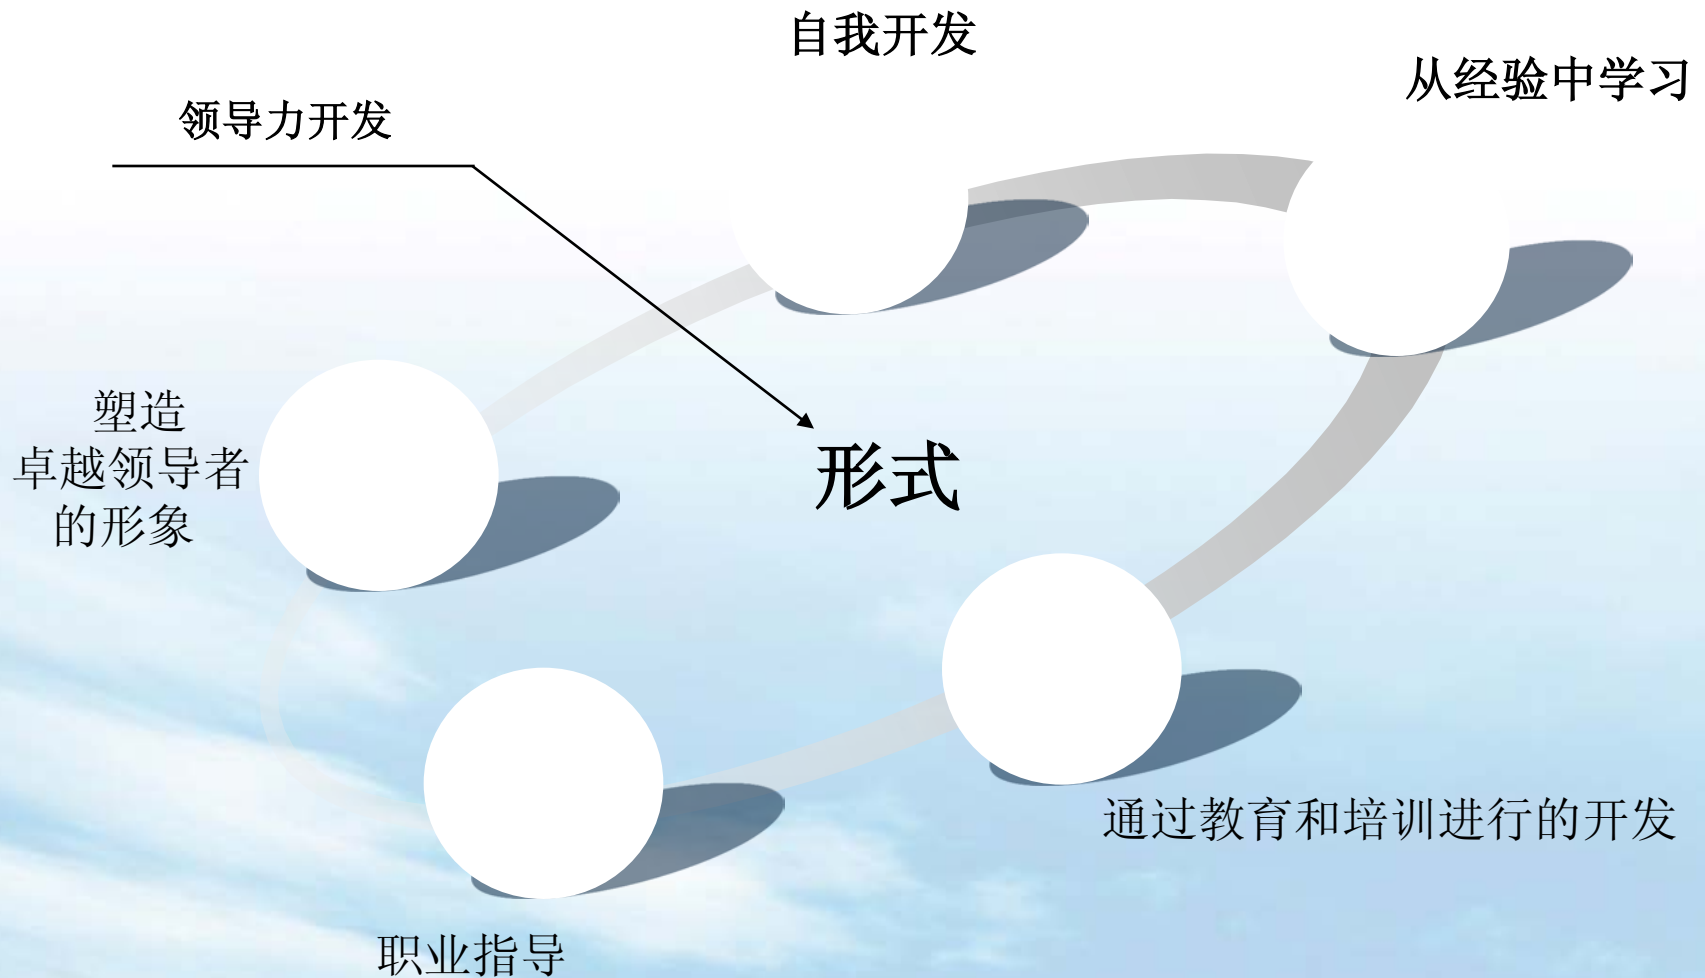 自我开发
从经验中学习
领导力开发
塑造
卓越领导者
的形象
形式
通过教育和培训进行的开发
职业指导